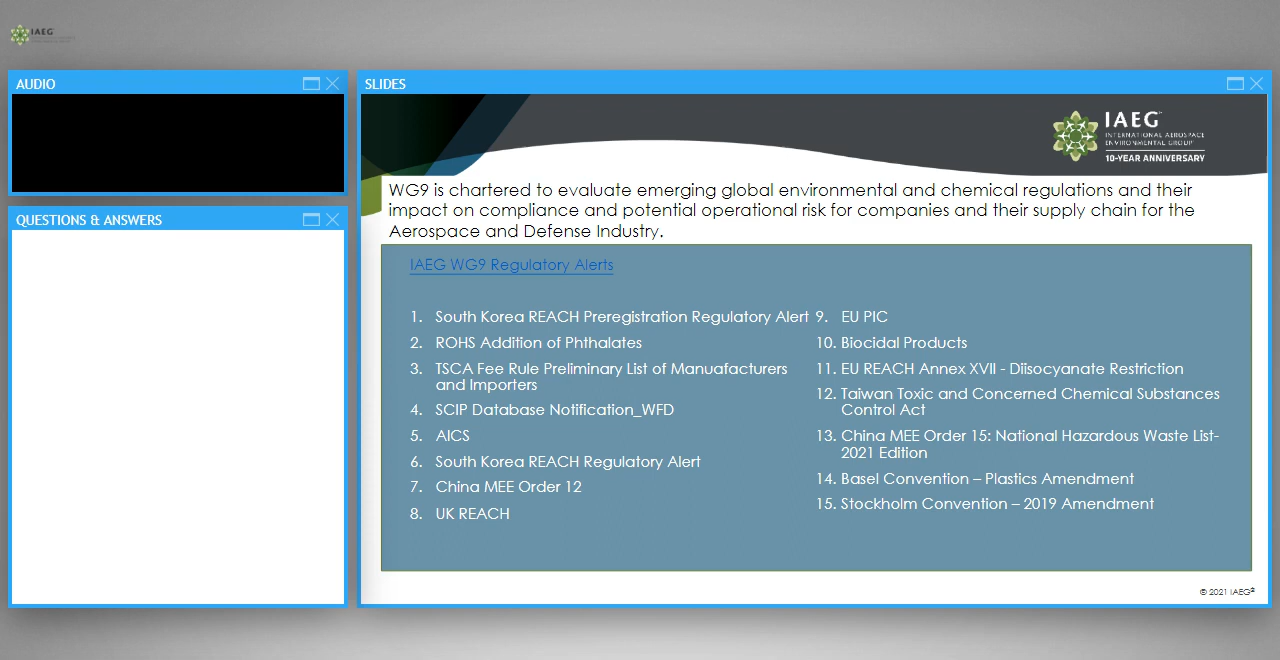 IAEG
AUDIO
QUESTIONS & ANSWERS
SLIDES
IAEG
INTERNATIONAL AEROSPACE
ENVIRONMENTAL GROUP
10-YEAR ANNIVERSARY
WG9 is chartered to evaluate emerging global environmental and chemical regulations and their
impact on compliance and potential operational risk for companies and their supply chain for the
Aerospace and Defense Industry.
IAEG WG9 Regulatory Alerts
1. South Korea REACH Preregistration Regulatory Alert
2. ROHS Addition of Phthalates
3. TSCA Fee Rule Preliminary List of Manuafacturers
and Importers
4. SCIP Database Notification_WFD
5. AICS
6. South Korea REACH Regulatory Alert
7. China MEE Order 12
8. UK REACH
9. EU PIC
10. Biocidal Products
11. EU REACH Annex XVII - Diisocyanate Restriction
12. Taiwan Toxic and Concerned Chemical Substances
Control Act
13. China MEE Order 15: National Hazardous Waste List-
2021 Edition
14. Basel Convention – Plastics Amendment
15. Stockholm Convention – 2019 Amendment
© 2021 IAEG®